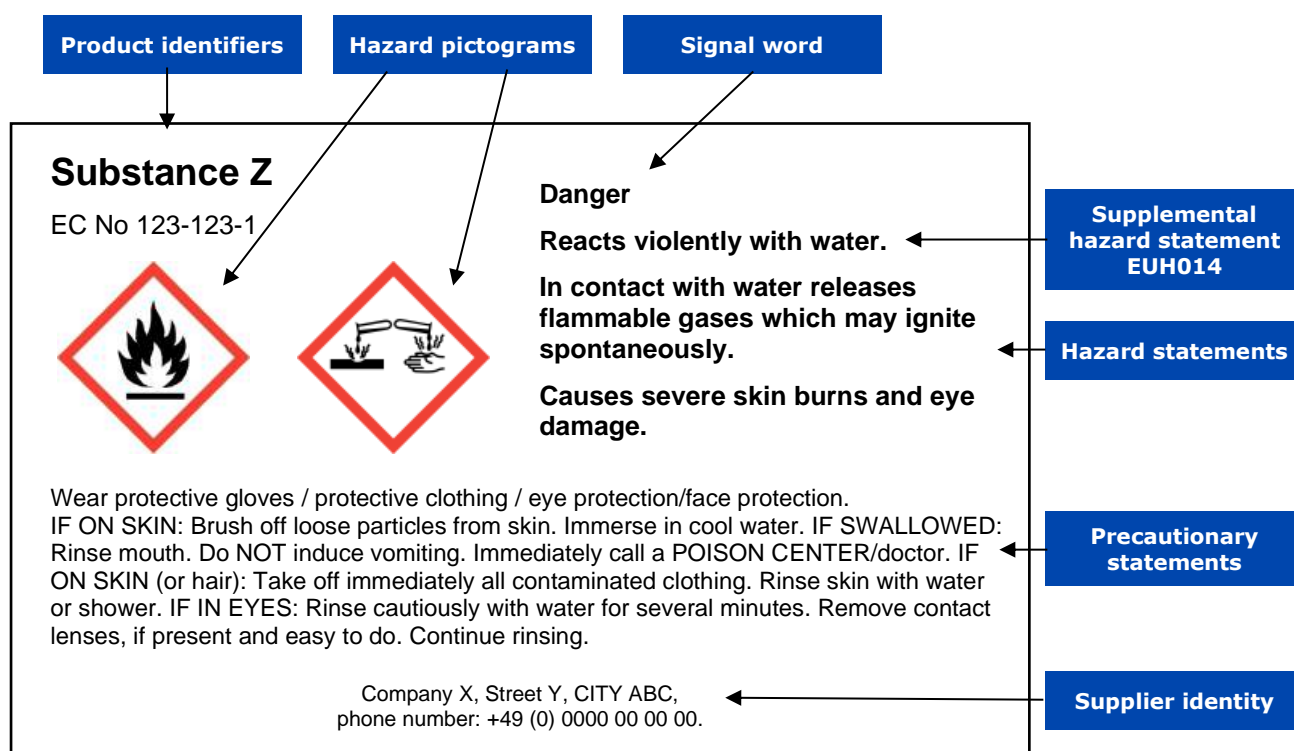 Product identifiers
Hazard pictograms
Signal word
Substance Z
EC No 123-123-1
Danger
Reacts violently with water.
In contact with water releases
flammable gases which may ignite
spontaneously.
Causes severe skin burns and eye
damage.
Supplemental
hazard statement
EUH014
Hazard statements
Wear protective gloves / protective clothing / eye protection/face protection.
IF ON SKIN: Brush off loose particles from skin. Immerse in cool water. IF SWALLOWED:
Rinse mouth. Do NOT induce vomiting. Immediately call a POISON CENTER/doctor. IF
ON SKIN (or hair): Take off immediately all contaminated clothing. Rinse skin with water
or shower. IF IN EYES: Rinse cautiously with water for several minutes. Remove contact
lenses, if present and easy to do. Continue rinsing.
Precautionary
statements
Company X, Street Y, CITY ABC,
phone number: +49 (0) 0000 00 00 00.
Supplier identity